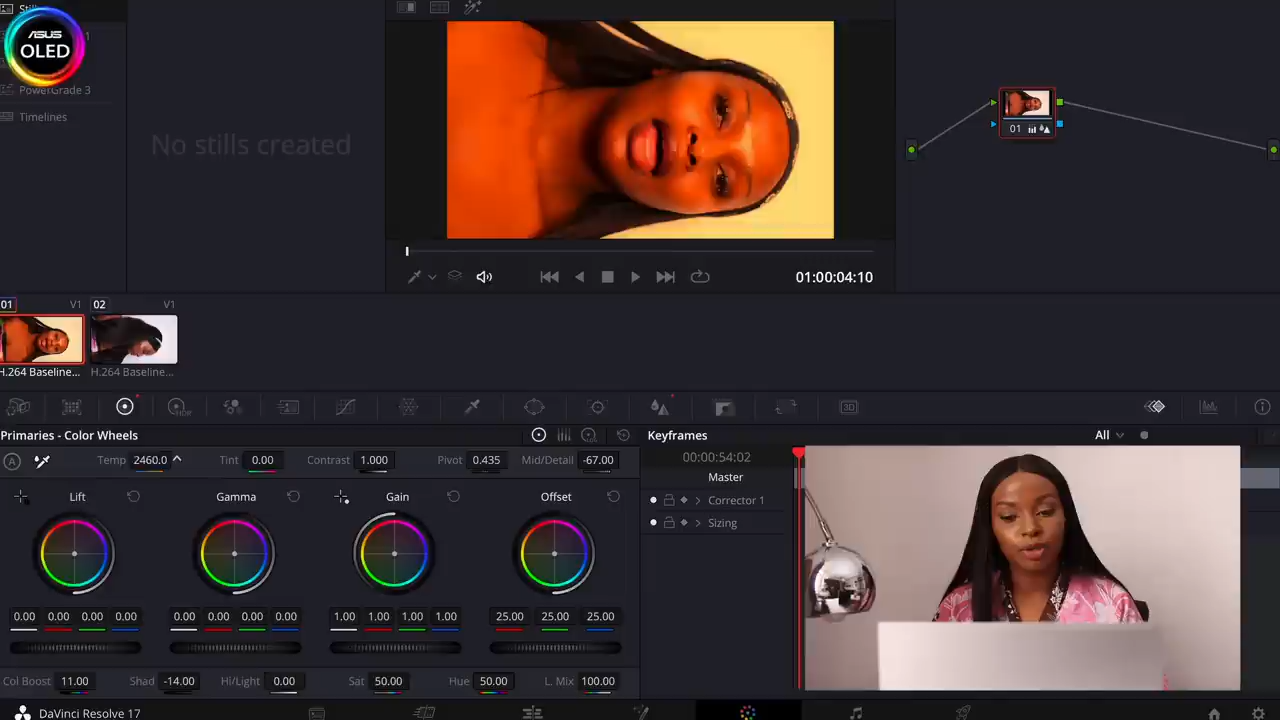 Still
ASUS
OLED
1
PowerGrade 3
Timelines
No stills created
01
01:00:04:10
01 V1 02 V1
H.264 Baseline... H.264 Baseline...
HDR
3D
Primaries - Color Wheels
Keyframes
All
A Temp 2460.0 Tint 0.00 Contrast 1.000 Pivot 0.435 Mid/Detail -67.00
00:00:54:02
Master
Lift Gamma Gain Offset
Corrector 1
Sizing
0.00 0.00 0.00 0.00 0.00 0.00 0.00 0.00 1.00 1.00 1.00 1.00 25.00 25.00 25.00
Col Boost 11.00 Shad -14.00 Hi/Light 0.00 Sat 50.00 Hue 50.00 L. Mix 100.00
DaVinci Resolve 17